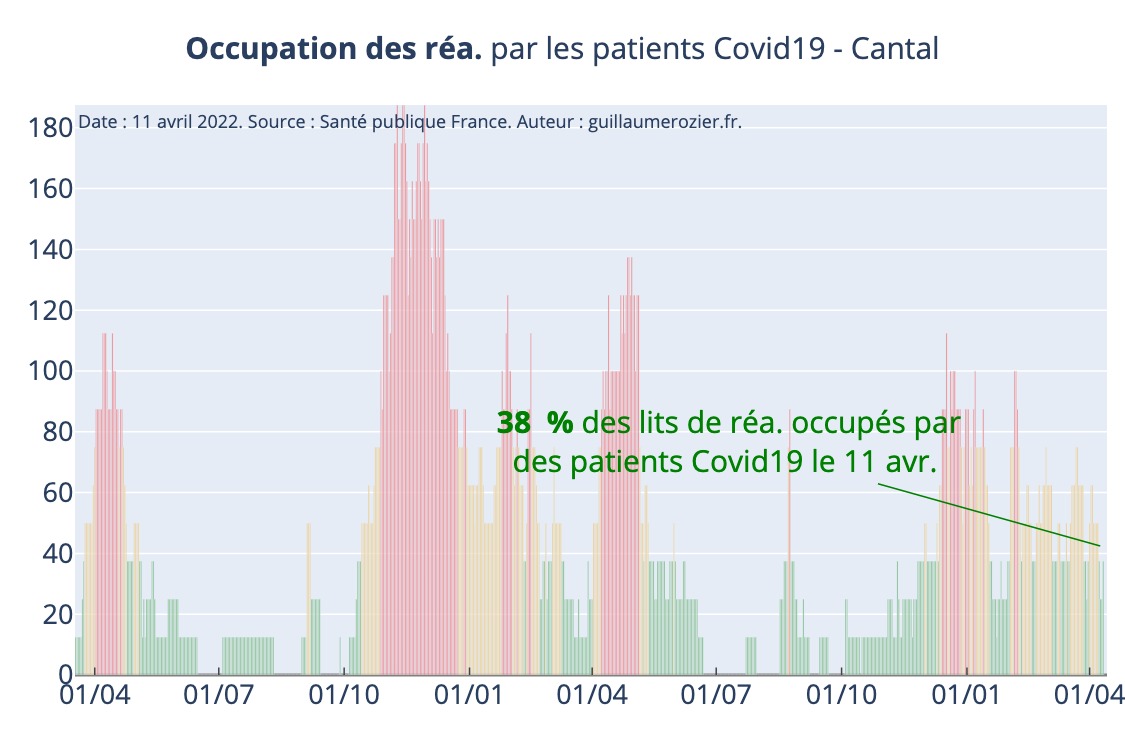 Occupation des réa. par les patients Covid19 - Cantal
180
Date : 11 avril 2022. Source : Santé publique France. Auteur : guillaumerozier.fr.
160
140
120
100
80
38 % des lits de réa. occupés par
des patients Covid19 le 11 avr.
60
40
20
0
01/04 01/07 01/10 01/01 01/04 01/07 01/10 01/01 01/04